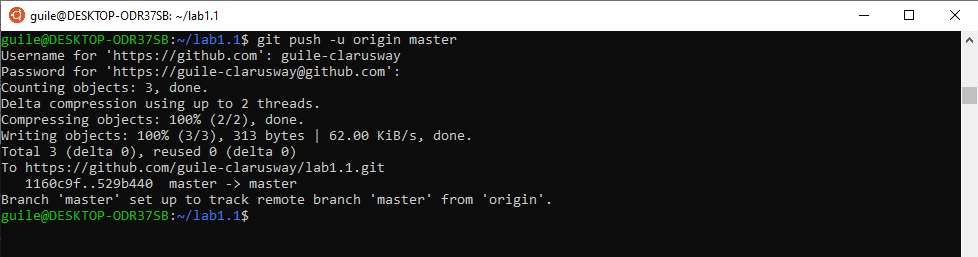 guile@DESKTOP-ODR37SB: ~/lab1.1
guile@DESKTOP-ODR37SB:~/lab1.1$ git push -u origin master
Username for 'https://github.com': guile-clarusway
Password for 'https://guile-clarusway@github.com':
Counting objects: 3, done.
Delta compression using up to 2 threads.
Compressing objects: 100% (2/2), done.
Writing objects: 100% (3/3), 313 bytes | 62.00 KiB/s, done.
Total 3 (delta 0), reused 0 (delta 0)
To https://github.com/guile-clarusway/lab1.1.git
   1160c9f..529b440  master -> master
Branch 'master' set up to track remote branch 'master' from 'origin'.
guile@DESKTOP-ODR37SB:~/lab1.1$